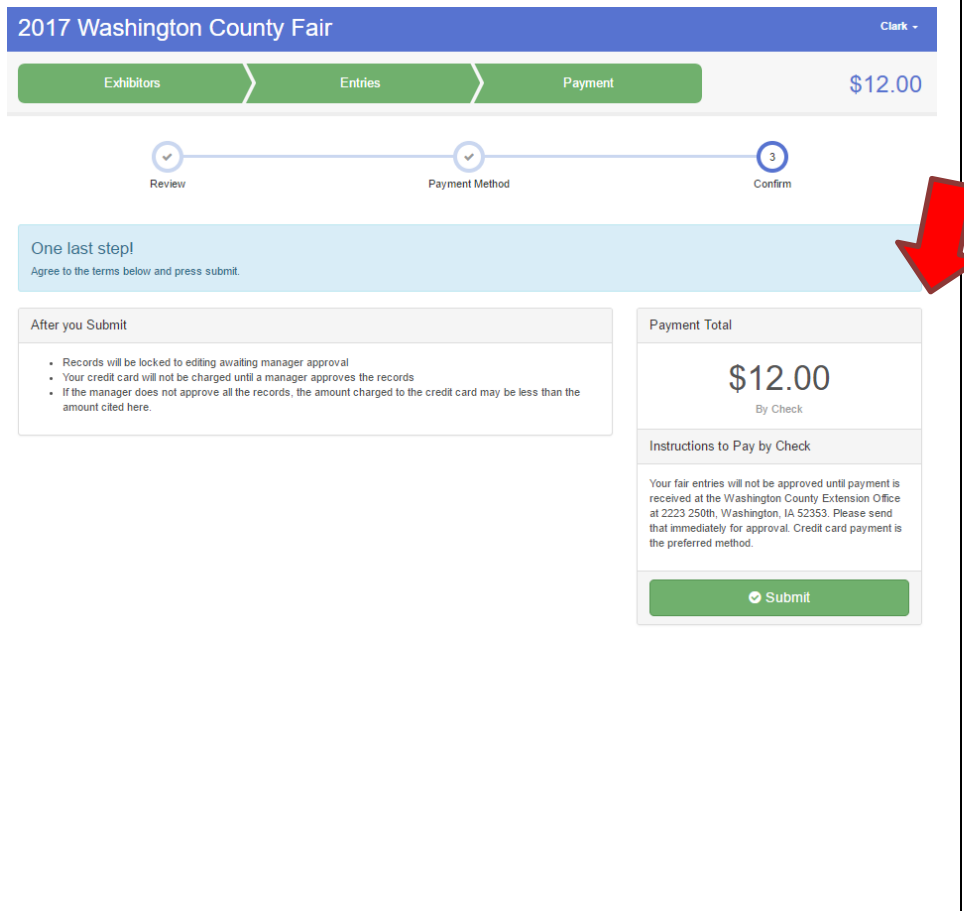 2017 Washington County Fair
Clark
Exhibitors
Entries
Payment
$12.00
3
Review
Payment Method
Confirm
One last step!
Agree to the terms below and press submit.
After you Submit
Records will be locked to editing awaiting manager approval
Your credit card will not be charged until a manager approves the records
If the manager does not approve all the records, the amount charged to the credit card may be less than the
amount cited here.
Payment Total
$12.00
By Check
Instructions to Pay by Check
Your fair entries will not be approved until payment is
received at the Washington County Extension Office
at 2223 250th, Washington, IA 52353. Please send
that immediately for approval. Credit card payment is
the preferred method.
Submit